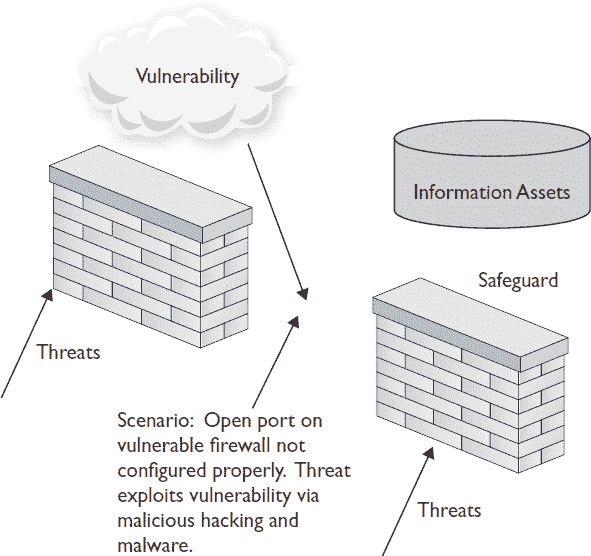 Vulnerability
Information Assets
Safeguard
Threats
Scenario: Open port on
vulnerable firewall not
configured properly. Threat
exploits vulnerability via
malicious hacking and
malware.
Threats